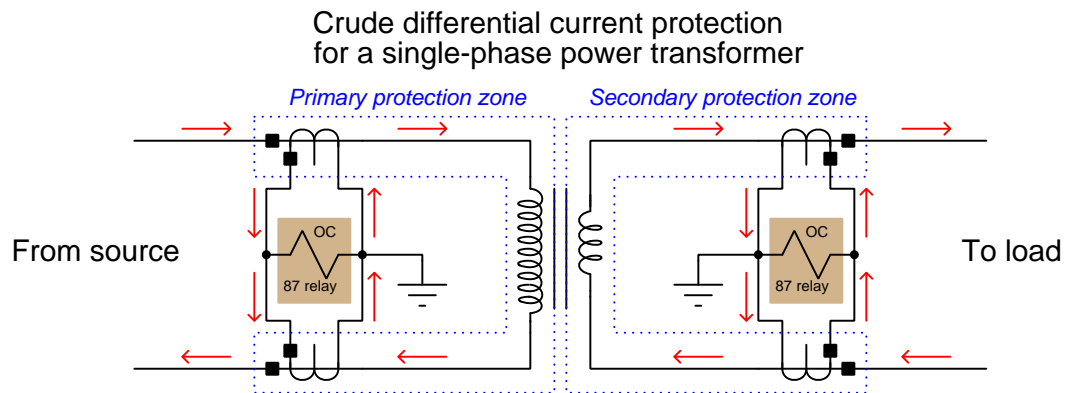 Crude differential current protection
for a single-phase power transformer
Primary protection zone
Secondary protection zone
OC
87 relay
OC
87 relay
From source
To load